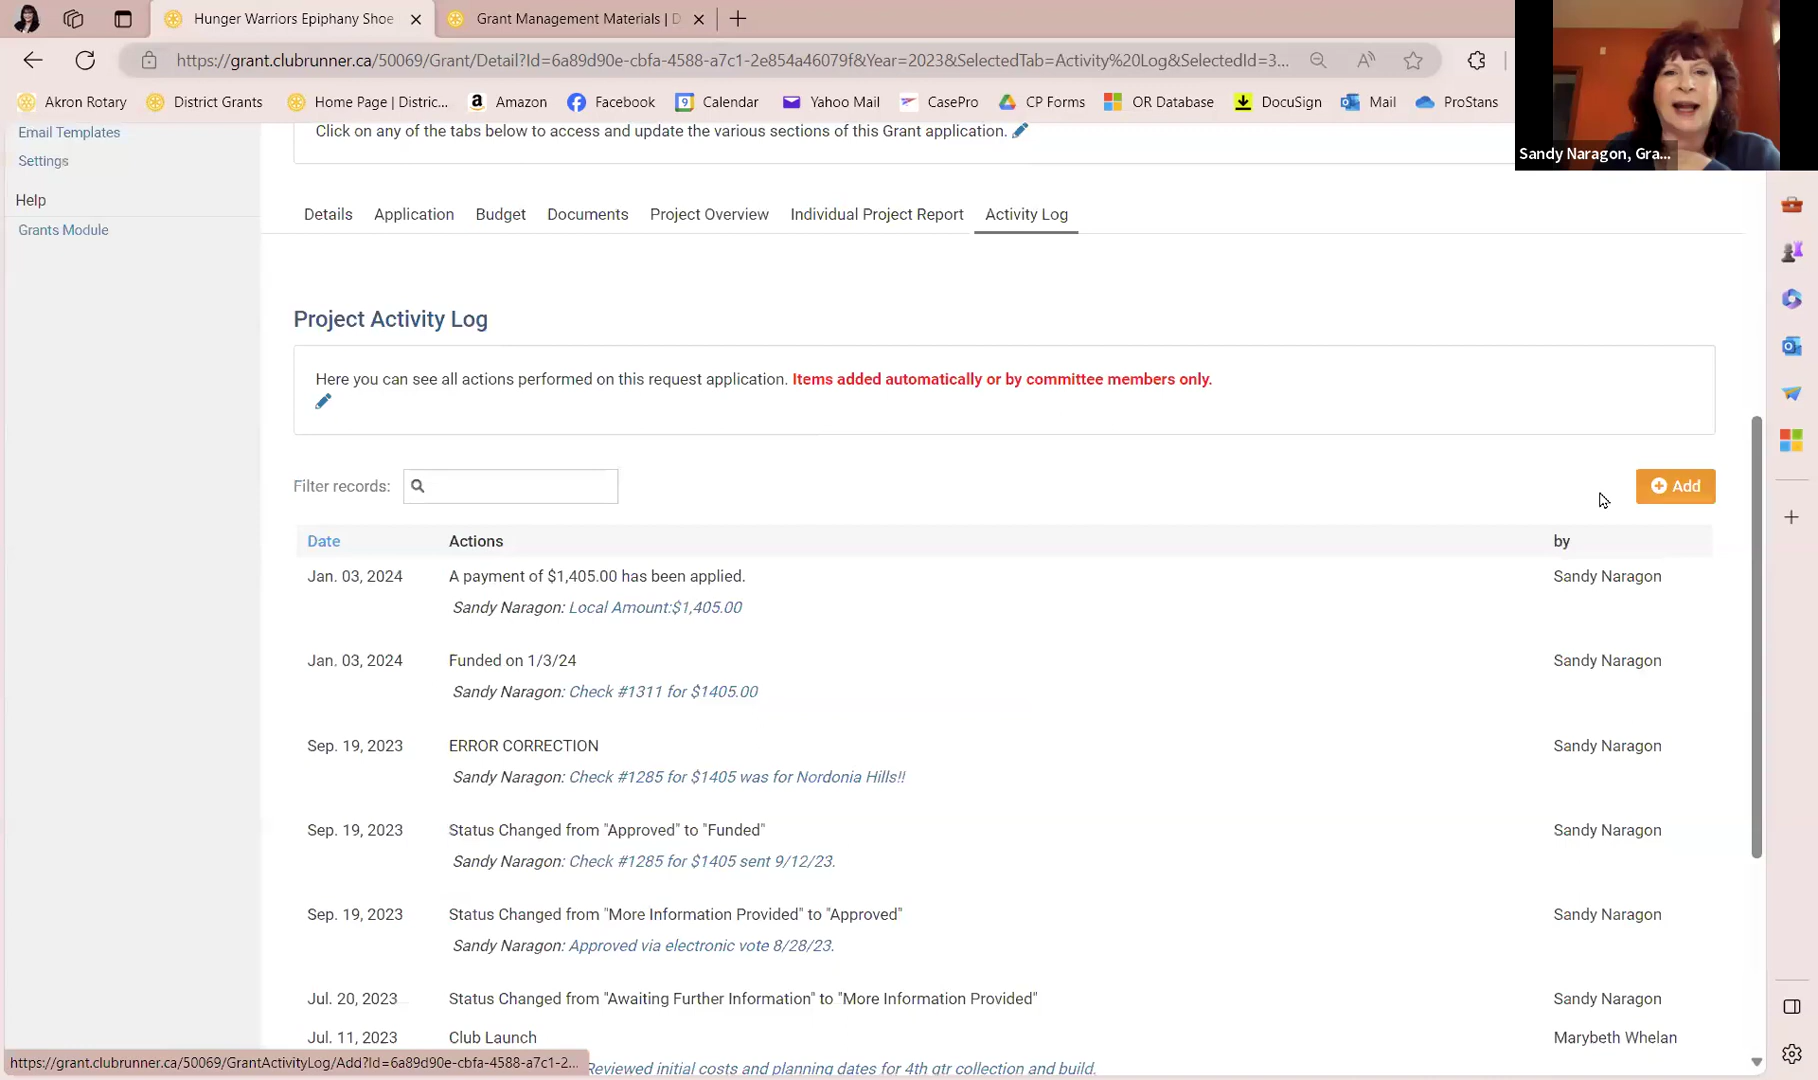 Hunger Warriors Epiphany Shoe
Grant Management Materials | D
https://grant.clubrunner.ca/50069/Grant/Detail?Id=6a89d90e-cbfa-4588-a7c1-2e854a46079f&Year=2023&SelectedTab=Activity%20Log&SelectedId=3...
Akron Rotary District Grants Home Page | Distric... Amazon Facebook Calendar Yahoo Mail CasePro CP Forms OR Database DocuSign Mail ProStans
Sandy Naragon, Gra...
Email Templates
Settings
Help
Grants Module
Click on any of the tabs below to access and update the various sections of this Grant application.
Details Application Budget Documents Project Overview Individual Project Report Activity Log
Project Activity Log
Here you can see all actions performed on this request application. Items added automatically or by committee members only.
Filter records:
Add
Date Actions by
Jan. 03, 2024 A payment of $1,405.00 has been applied. Sandy Naragon
Sandy Naragon: Local Amount:$1,405.00
Jan. 03, 2024 Funded on 1/3/24 Sandy Naragon
Sandy Naragon: Check #1311 for $1405.00
Sep. 19, 2023 ERROR CORRECTION Sandy Naragon
Sandy Naragon: Check #1285 for $1405 was for Nordonia Hills!!
Sep. 19, 2023 Status Changed from "Approved" to "Funded" Sandy Naragon
Sandy Naragon: Check #1285 for $1405 sent 9/12/23.
Sep. 19, 2023 Status Changed from "More Information Provided" to "Approved" Sandy Naragon
Sandy Naragon: Approved via electronic vote 8/28/23.
Jul. 20, 2023 Status Changed from "Awaiting Further Information" to "More Information Provided" Sandy Naragon
Jul. 11, 2023 Club Launch Marybeth Whelan
Reviewed initial costs and planning dates for 4th qtr collection and build.
https://grant.clubrunner.ca/50069/GrantActivityLog/Add?Id=6a89d90e-cbfa-4588-a7c1-2...